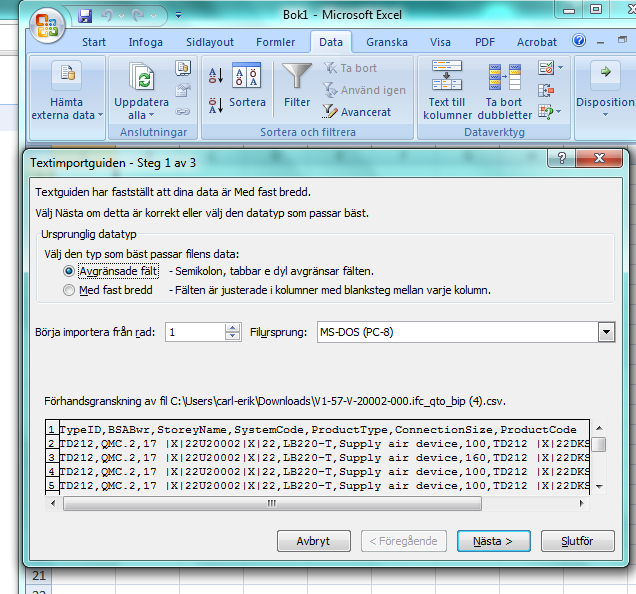 Bok1 - Microsoft Excel
Start Infoga Sidlayout Formler Data Granska Visa PDF Acrobat
Hämta externa data
Uppdatera alla
Anslutningar
Sortera
Filter
Ta bort
Använd igen
Avancerat
Sortera och filtrera
Text till kolumner
Ta bort dubbletter
Dataverktyg
Disposition
Textimportguiden - Steg 1 av 3
Textguiden har fastställt att dina data är Med fast bredd.
Välj Nästa om detta är korrekt eller välj den datatyp som passar bäst.
Ursprunglig datatyp
Välj den typ som bäst passar filens data:
Avgränsade fält - Semikolon, tabbar e dyl avgränsar fälten.
Med fast bredd - Fälten är justerade i kolumner med blanksteg mellan varje kolumn.
Börja importera från rad: 1 Filursprung: MS-DOS (PC-8)
Förhandsgranskning av fil C:\Users\carl-erik\Downloads\V1-57-V-20002-000.ifc_qto_bip (4).csv.
1 TypeID,BSABwr,StoreyName,SystemCode,ProductType,ConnectionSize,ProductCode
2 TD212,QMC.2,17 |X|22U20002|X|22,LB220-T,Supply air device,100,TD212 |X|22DKS
3 TD212,QMC.2,17 |X|22U20002|X|22,LB220-T,Supply air device,160,TD212 |X|22DKS
4 TD212,QMC.2,17 |X|22U20002|X|22,LB220-T,Supply air device,100,TD212 |X|22DKS
5 TD212,QMC.2,17 |X|22U20002|X|22,LB220-T,Supply air device,100,TD212 |X|22DKS
Avbryt < Föregående Nästa > Slutför
21